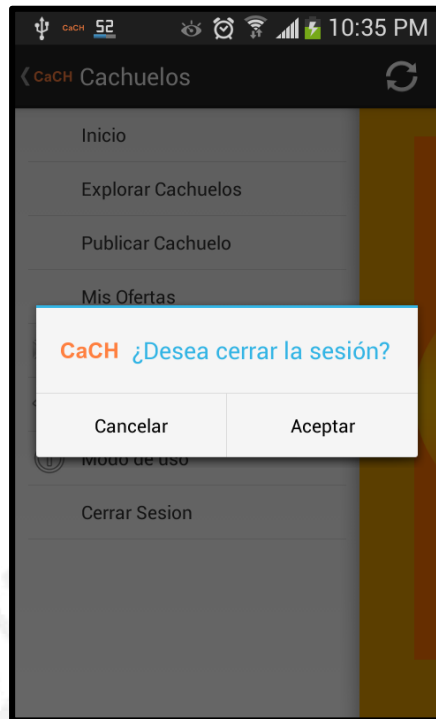 CaCH 52 10:35 PM
CaCH Cachuelos
Inicio
Explorar Cachuelos
Publicar Cachuelo
Mis Ofertas
CaCH ¿Desea cerrar la sesión?
Cancelar Aceptar
Modo de uso
Cerrar Sesion